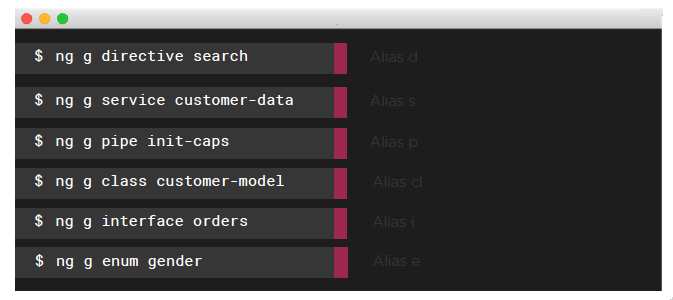 $ ng g directive search Alias d
$ ng g service customer-data Alias s
$ ng g pipe init-caps Alias p
$ ng g class customer-model Alias cl
$ ng g interface orders Alias i
$ ng g enum gender Alias e